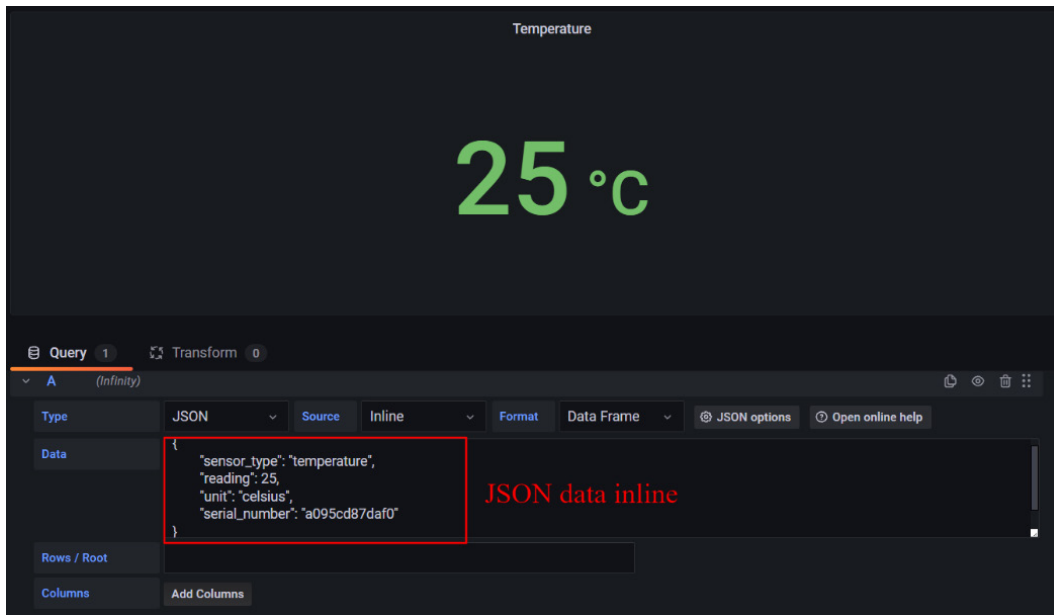 Temperature
25 °C
Query 1 Transform 0
A (Infinity)
Type JSON Source Inline Format Data Frame JSON options Open online help
Data {
"sensor_type": "temperature",
"reading": 25,
"unit": "celsius",
"serial_number": "a095cd87daf0"
}
JSON data inline
Rows / Root
Columns Add Columns